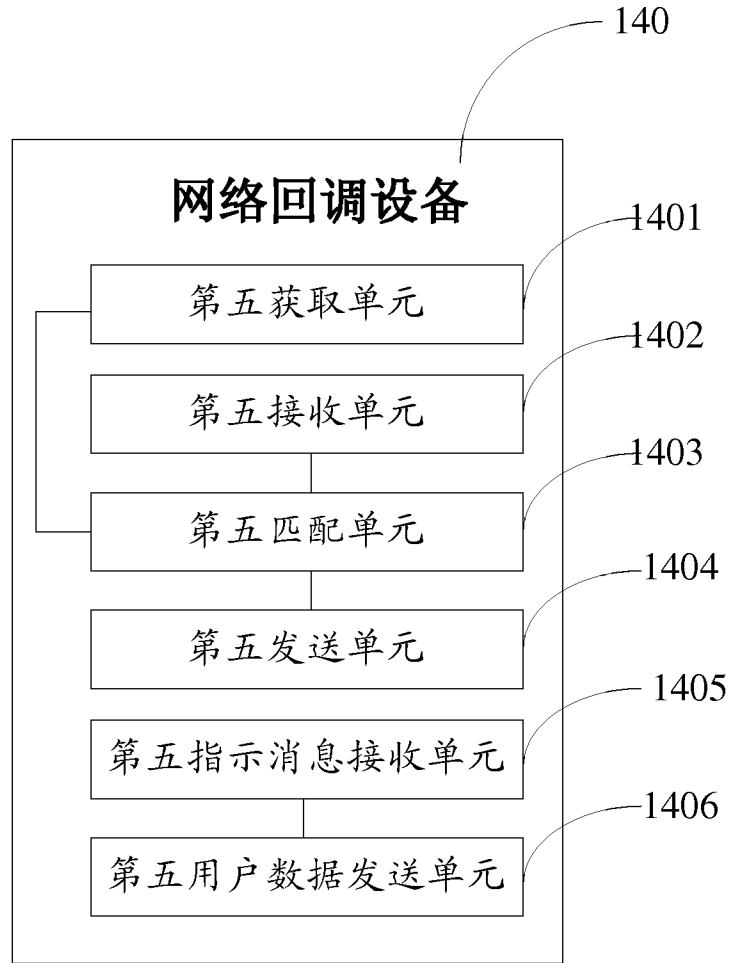 140
网络回调设备
1401
第五获取单元
1402
第五接收单元
1403
第五匹配单元
1404
第五发送单元
1405
第五指示消息接收单元
1406
第五用户数据发送单元